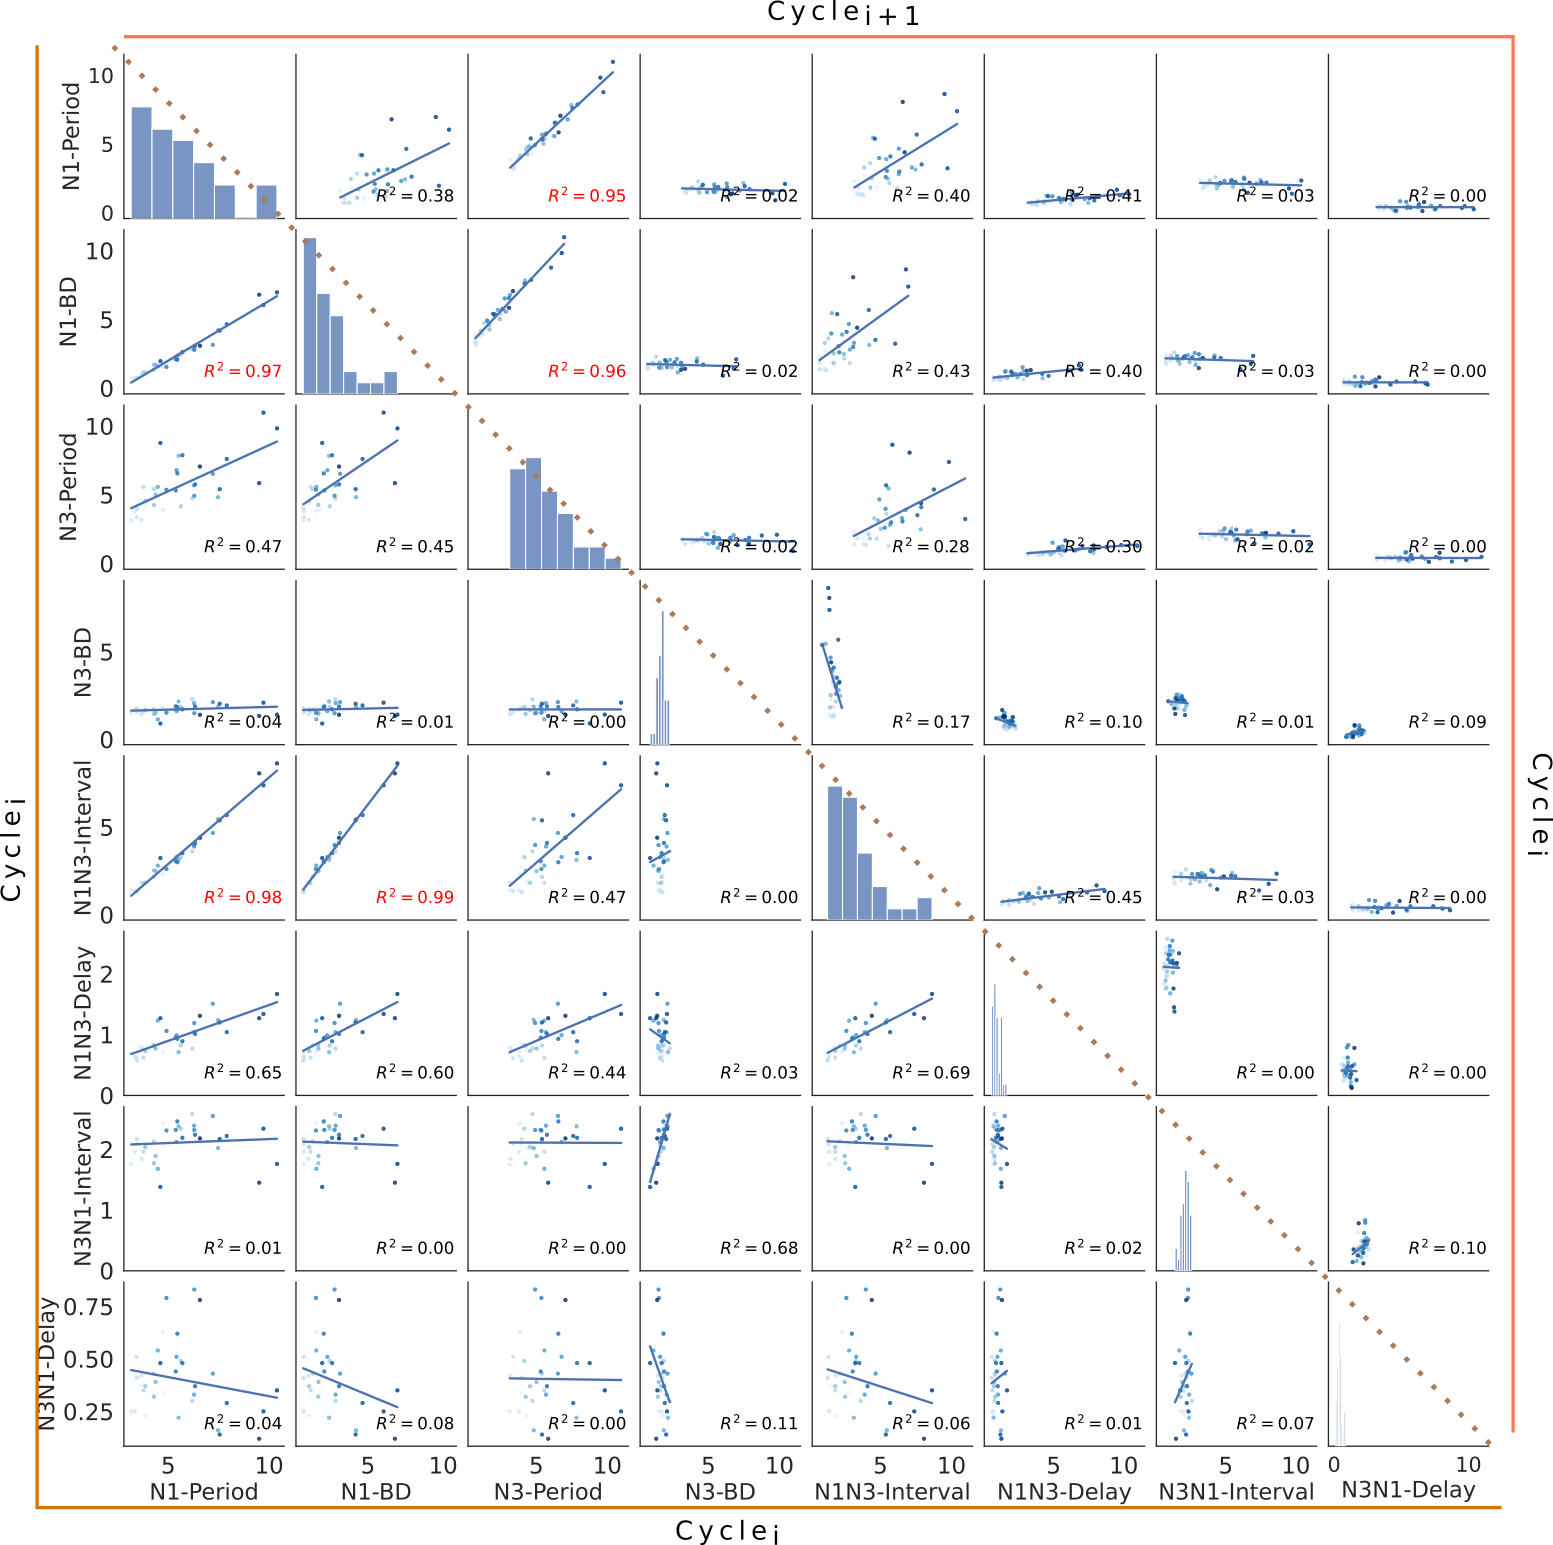 Cycle i+1
N1-Period
10
5
0
R² = 0.38
R² = 0.95
R² = 0.02
R² = 0.40
R² = 0.41
R² = 0.03
R² = 0.00
N1-BD
10
5
0
R² = 0.97
R² = 0.96
R² = 0.02
R² = 0.43
R² = 0.40
R² = 0.03
R² = 0.00
N3-Period
10
5
0
R² = 0.47
R² = 0.45
R² = 0.02
R² = 0.28
R² = 0.30
R² = 0.02
R² = 0.00
N3-BD
5
0
R² = 0.04
R² = 0.01
R² = 0.00
R² = 0.17
R² = 0.10
R² = 0.01
R² = 0.09
Cycle i
Cycle i
N1N3-Interval
5
0
R² = 0.98
R² = 0.99
R² = 0.47
R² = 0.00
R² = 0.45
R² = 0.03
R² = 0.00
N1N3-Delay
2
1
0
R² = 0.65
R² = 0.60
R² = 0.44
R² = 0.03
R² = 0.69
R² = 0.00
R² = 0.00
N3N1-Interval
2
1
0
R² = 0.01
R² = 0.00
R² = 0.00
R² = 0.68
R² = 0.00
R² = 0.02
R² = 0.10
N3N1-Delay
0.75
0.50
0.25
R² = 0.04
R² = 0.08
R² = 0.00
R² = 0.11
R² = 0.06
R² = 0.01
R² = 0.07
5 10 5 10 5 10 5 10 5 10 5 10 5 10 0 10
N1-Period N1-BD N3-Period N3-BD N1N3-Interval N1N3-Delay N3N1-Interval N3N1-Delay
Cycle i